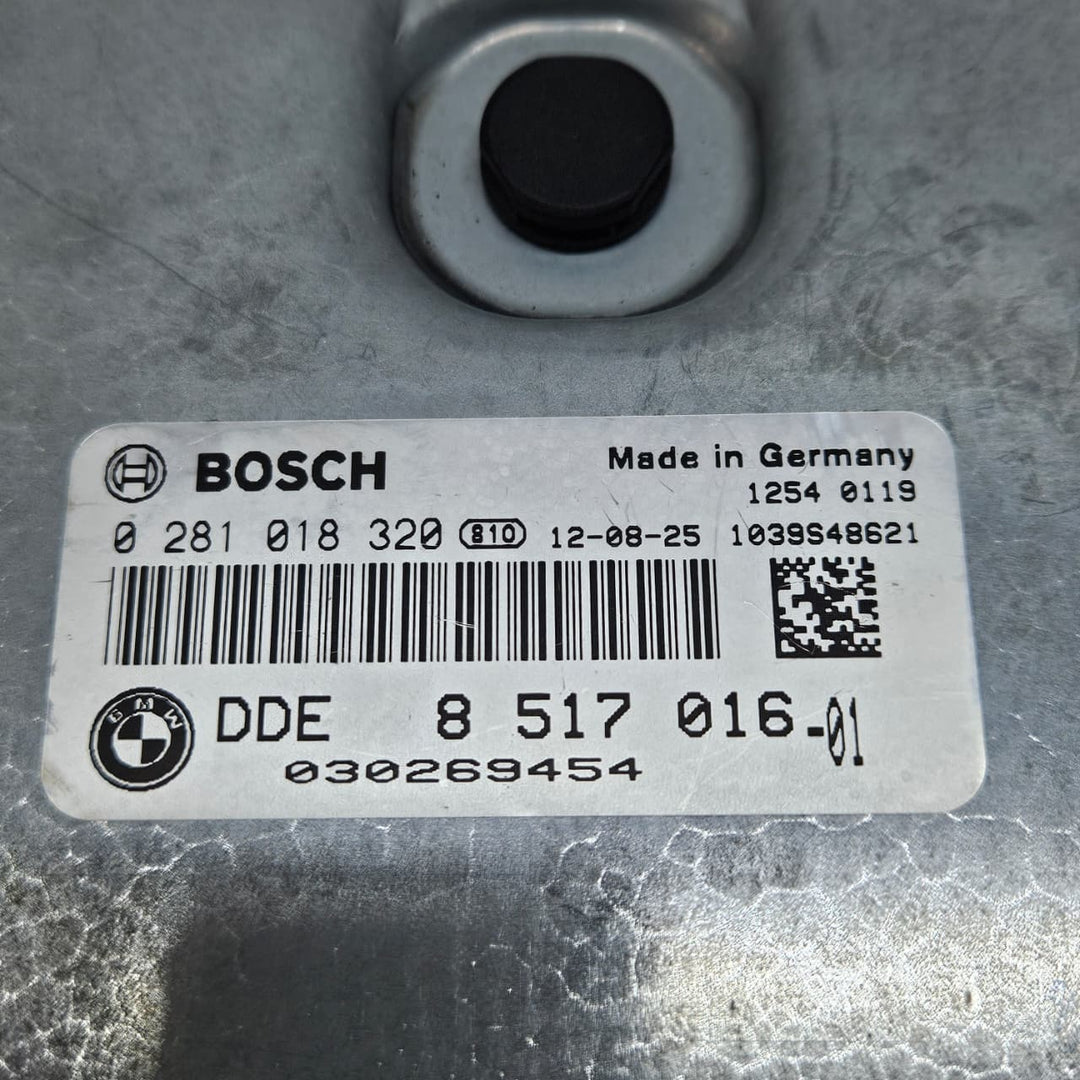 BOSCH
Made in Germany
1254 0119
0 281 018 320 810 12-08-25 1039S48621
BMW
DDE 8 517 016-01
030269454